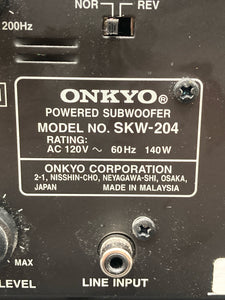 NOR REV
200Hz
ONKYO®
POWERED SUBWOOFER
MODEL NO. SKW-204
RATING:
AC 120V ~ 60Hz 140W
ONKYO CORPORATION
2-1, NISSHIN-CHO, NEYAGAWA-SHI, OSAKA,
JAPAN MADE IN MALAYSIA
MAX
LEVEL LINE INPUT